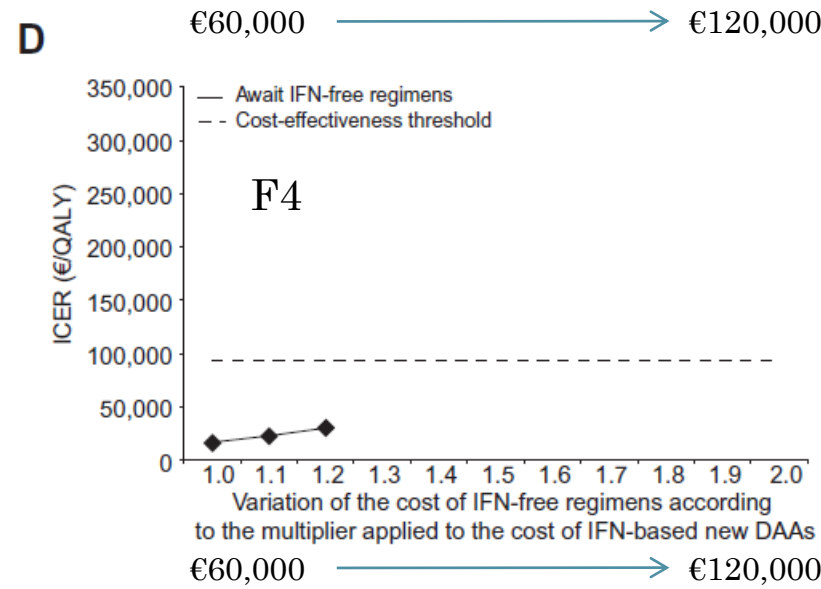 €60,000 €120,000
D
350,000
Await IFN-free regimens
Cost-effectiveness threshold
300,000
F4
250,000
200,000
150,000
100,000
50,000
0
ICER (€/QALY)
1.0 1.1 1.2 1.3 1.4 1.5 1.6 1.7 1.8 1.9 2.0
Variation of the cost of IFN-free regimens according
to the multiplier applied to the cost of IFN-based new DAAs
€60,000 €120,000